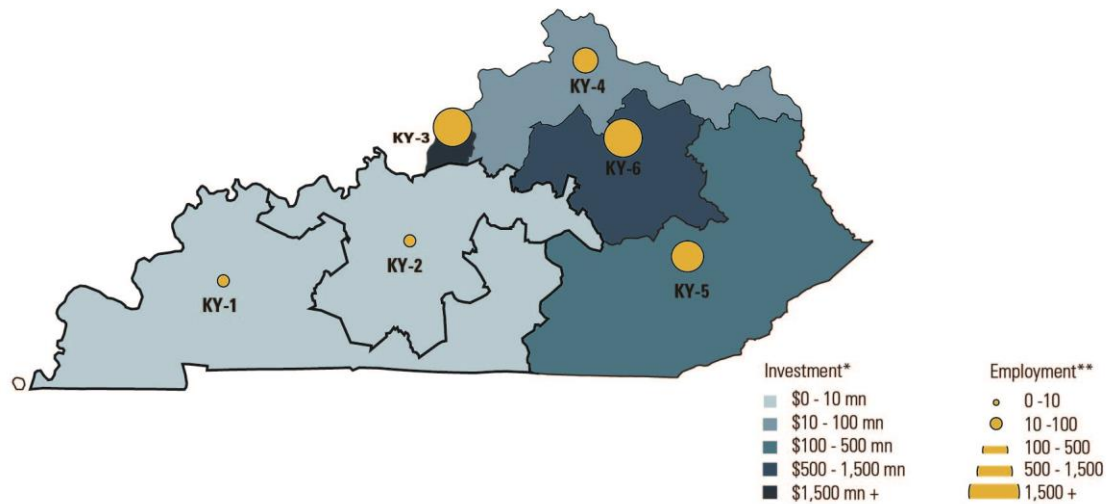 KY-4
KY-3
KY-6
KY-2
KY-5
KY-1
Investment*
$0 - 10 mn
$10 - 100 mn
$100 - 500 mn
$500 - 1,500 mn
$1,500 mn +
Employment**
0 -10
10 -100
100 - 500
500 - 1,500
1,500 +